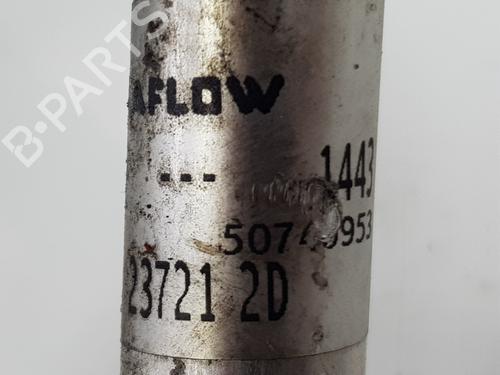 B-PARTS
AFLOW
--- 1443
23721 2D